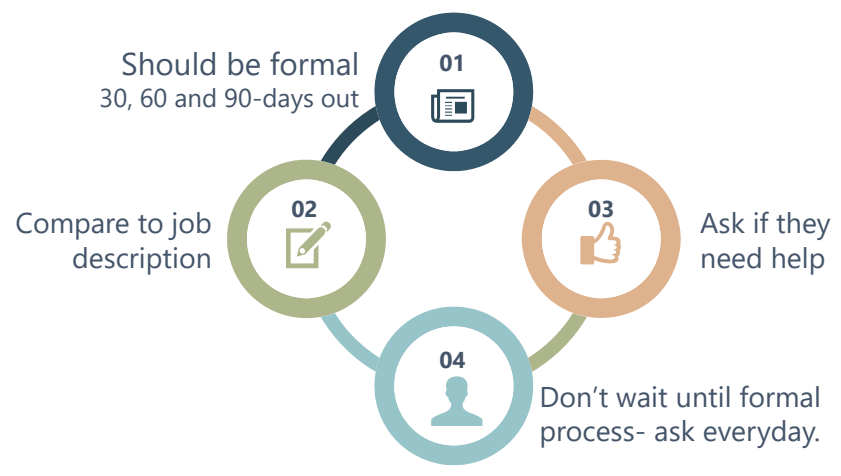 01
Should be formal
30, 60 and 90-days out
02
Compare to job
description
03
Ask if they
need help
04
Don’t wait until formal
process- ask everyday.